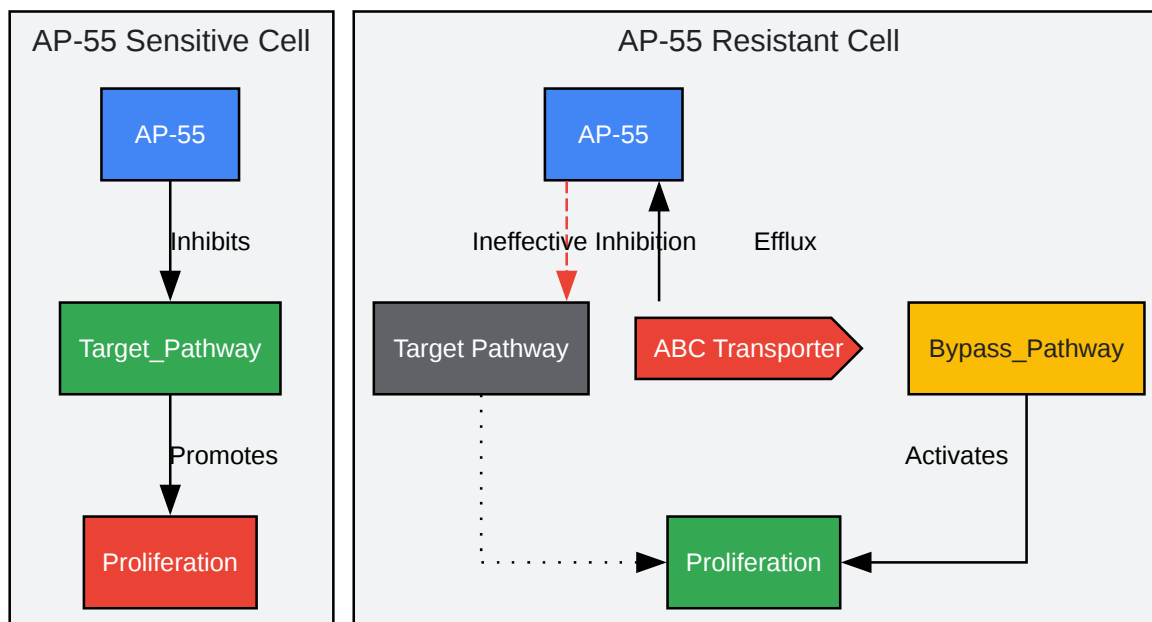 AP-55 Sensitive Cell
AP-55
Inhibits
Target_Pathway
Promotes
Proliferation
AP-55 Resistant Cell
AP-55
Ineffective Inhibition
Efflux
Target Pathway
ABC Transporter
Bypass_Pathway
Activates
Proliferation